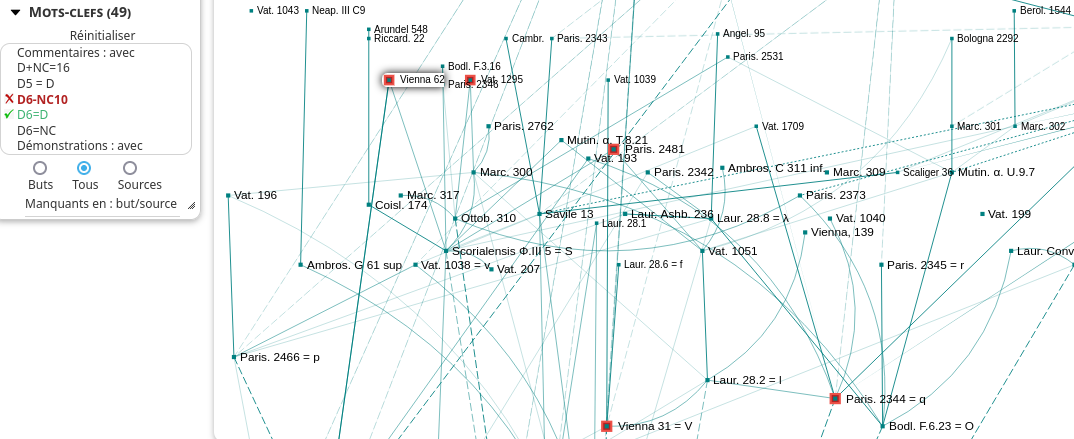 MOTS-CLEFS (49)
Réinitialiser
Commentaires : avec
D+NC=16
D5 = D
D6-NC10
D6=D
D6=NC
Démonstrations : avec
Buts
Tous
Sources
Manquants en : but/source
Vat. 1043
Neap. III C9
Berol. 1544
Arundel 548
Riccard. 22
Cambr.
Paris. 2343
Angel. 95
Bologna 2292
Paris. 2531
Bodl. F.3.16
Vienna 62
Vat. 1295
Paris. 2346
Vat. 1039
Paris. 2762
Vat. 1709
Marc. 301
Marc. 302
Mutin. α. T.8.21
Paris. 2481
Vat. 193
Marc. 300
Paris. 2342
Ambros. C 311 inf.
Marc. 309
Scaliger 36
Mutin. α. U.9.7
Vat. 196
Marc. 317
Paris. 2373
Coisl. 174
Ottob. 310
Savile 13
Laur. Ashb. 236
Laur. 28.8 = λ
Vat. 1040
Vat. 199
Laur. 28.1
Vienna, 139
Scorialensis Φ.III 5 = S
Vat. 1051
Laur. Conv
Ambros. G 61 sup
Vat. 1038 = v
Vat. 207
Laur. 28.6 = f
Paris. 2345 = r
Paris. 2466 = p
Laur. 28.2 = l
Paris. 2344 = q
Vienna 31 = V
Bodl. F.6.23 = O